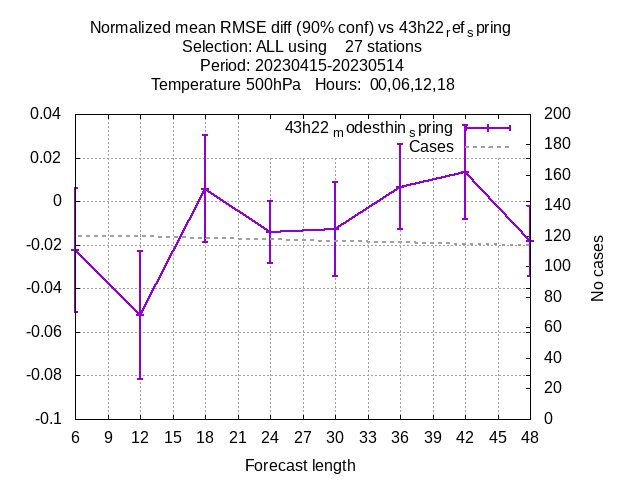 Normalized mean RMSE diff (90% conf) vs 43h22refspring
Selection: ALL using 27 stations
Period: 20230415-20230514
Temperature 500hPa Hours: 00,06,12,18
43h22modesthinspring
Cases
0.04
0.02
0
-0.02
-0.04
-0.06
-0.08
-0.1
200
180
160
140
120
100
80
60
40
20
0
No cases
6 9 12 15 18 21 24 27 30 33 36 39 42 45 48
Forecast length